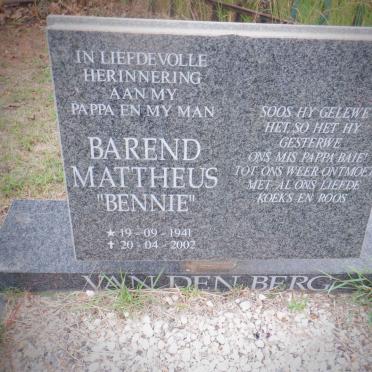 IN LIEFDEVOLLE
HERINNERING
AAN MY
PAPPA EN MY MAN
BAREND
MATTHEUS
"BENNIE"
★ 19 - 09 - 1941
✝ 20 - 04 - 2002
SOOS HY GELEWE
HET, SO HET HY
GESTERWE
ONS MIS PAPPA BAIE!
TOT ONS WEER ONTMOET
MET AL ONS LIEFDE
KOEKS EN ROOS
VAN DEN BERG